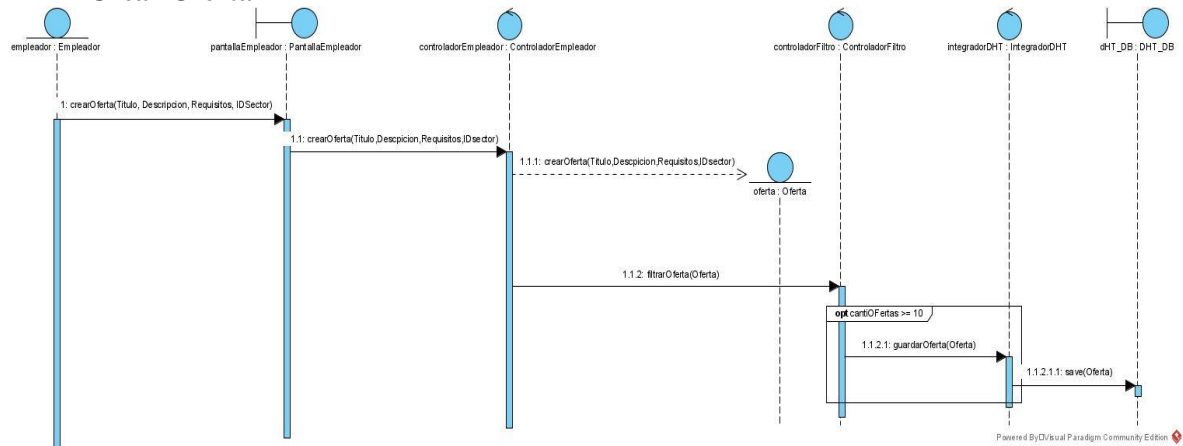 empleador : Empleador
pantallaEmpleador : PantallaEmpleador
controladorEmpleador : ControladorEmpleador
controladorFiltro : ControladorFiltro
integradorDHT : IntegradorDHT
dHT_DB : DHT_DB
1: crearOferta(Titulo, Descripcion, Requisitos, IDSector)
1.1: crearOferta(Titulo,Descpicion,Requisitos,IDsector)
1.1.1: crearOferta(Titulo,Descpicion,Requisitos,IDsector)
oferta : Oferta
1.1.2: filtrarOferta(Oferta)
opt cantiOFertas >= 10
1.1.2.1: guardarOferta(Oferta)
1.1.2.1.1: save(Oferta)
Powered By Visual Paradigm Community Edition